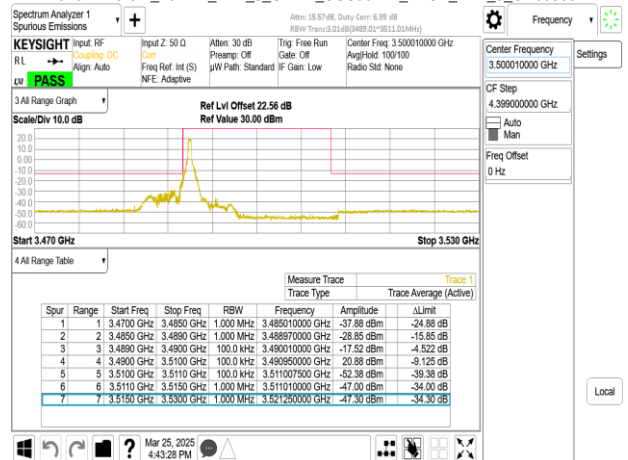 Spectrum Analyzer 1
Spurious Emissions
Attn: 15.57dB, Duty Corr: 6.99 dB
RBW Trans:3.01dB(3489.01~3511.01MHz)
Frequency
KEYSIGHT
RL
PASS
Input: RF
Coupling: DC
Align: Auto
Input Z: 50 Ω
Corr
Freq Ref: Int (S)
NFE: Adaptive
Atten: 30 dB
Preamp: Off
µW Path: Standard
Trig: Free Run
Gate: Off
IF Gain: Low
Center Freq: 3.500010000 GHz
Avg|Hold: 100/100
Radio Std: None
Center Frequency
3.500010000 GHz
Settings
CF Step
4.399000000 GHz
Auto
Man
Freq Offset
0 Hz
Local
3 All Range Graph
Scale/Div 10.0 dB
Ref Lvl Offset 22.56 dB
Ref Value 30.00 dBm
20.0
10.0
0.00
-10.0
-20.0
-30.0
-40.0
-50.0
-60.0
Start 3.470 GHz
Stop 3.530 GHz
4 All Range Table
Measure Trace Trace 1
Trace Type Trace Average (Active)
Spur Range Start Freq Stop Freq RBW Frequency Amplitude ΔLimit
1 1 3.4700 GHz 3.4850 GHz 1.000 MHz 3.485010000 GHz -37.88 dBm -24.88 dB
2 2 3.4850 GHz 3.4890 GHz 1.000 MHz 3.488970000 GHz -28.85 dBm -15.85 dB
3 3 3.4890 GHz 3.4900 GHz 100.0 kHz 3.490010000 GHz -17.52 dBm -4.522 dB
4 4 3.4900 GHz 3.5100 GHz 100.0 kHz 3.490950000 GHz 20.88 dBm -9.125 dB
5 5 3.5100 GHz 3.5110 GHz 100.0 kHz 3.511007500 GHz -52.38 dBm -39.38 dB
6 6 3.5110 GHz 3.5150 GHz 1.000 MHz 3.511010000 GHz -47.00 dBm -34.00 dB
7 7 3.5150 GHz 3.5300 GHz 1.000 MHz 3.521250000 GHz -47.30 dBm -34.30 dB
Mar 25, 2025
4:43:28 PM